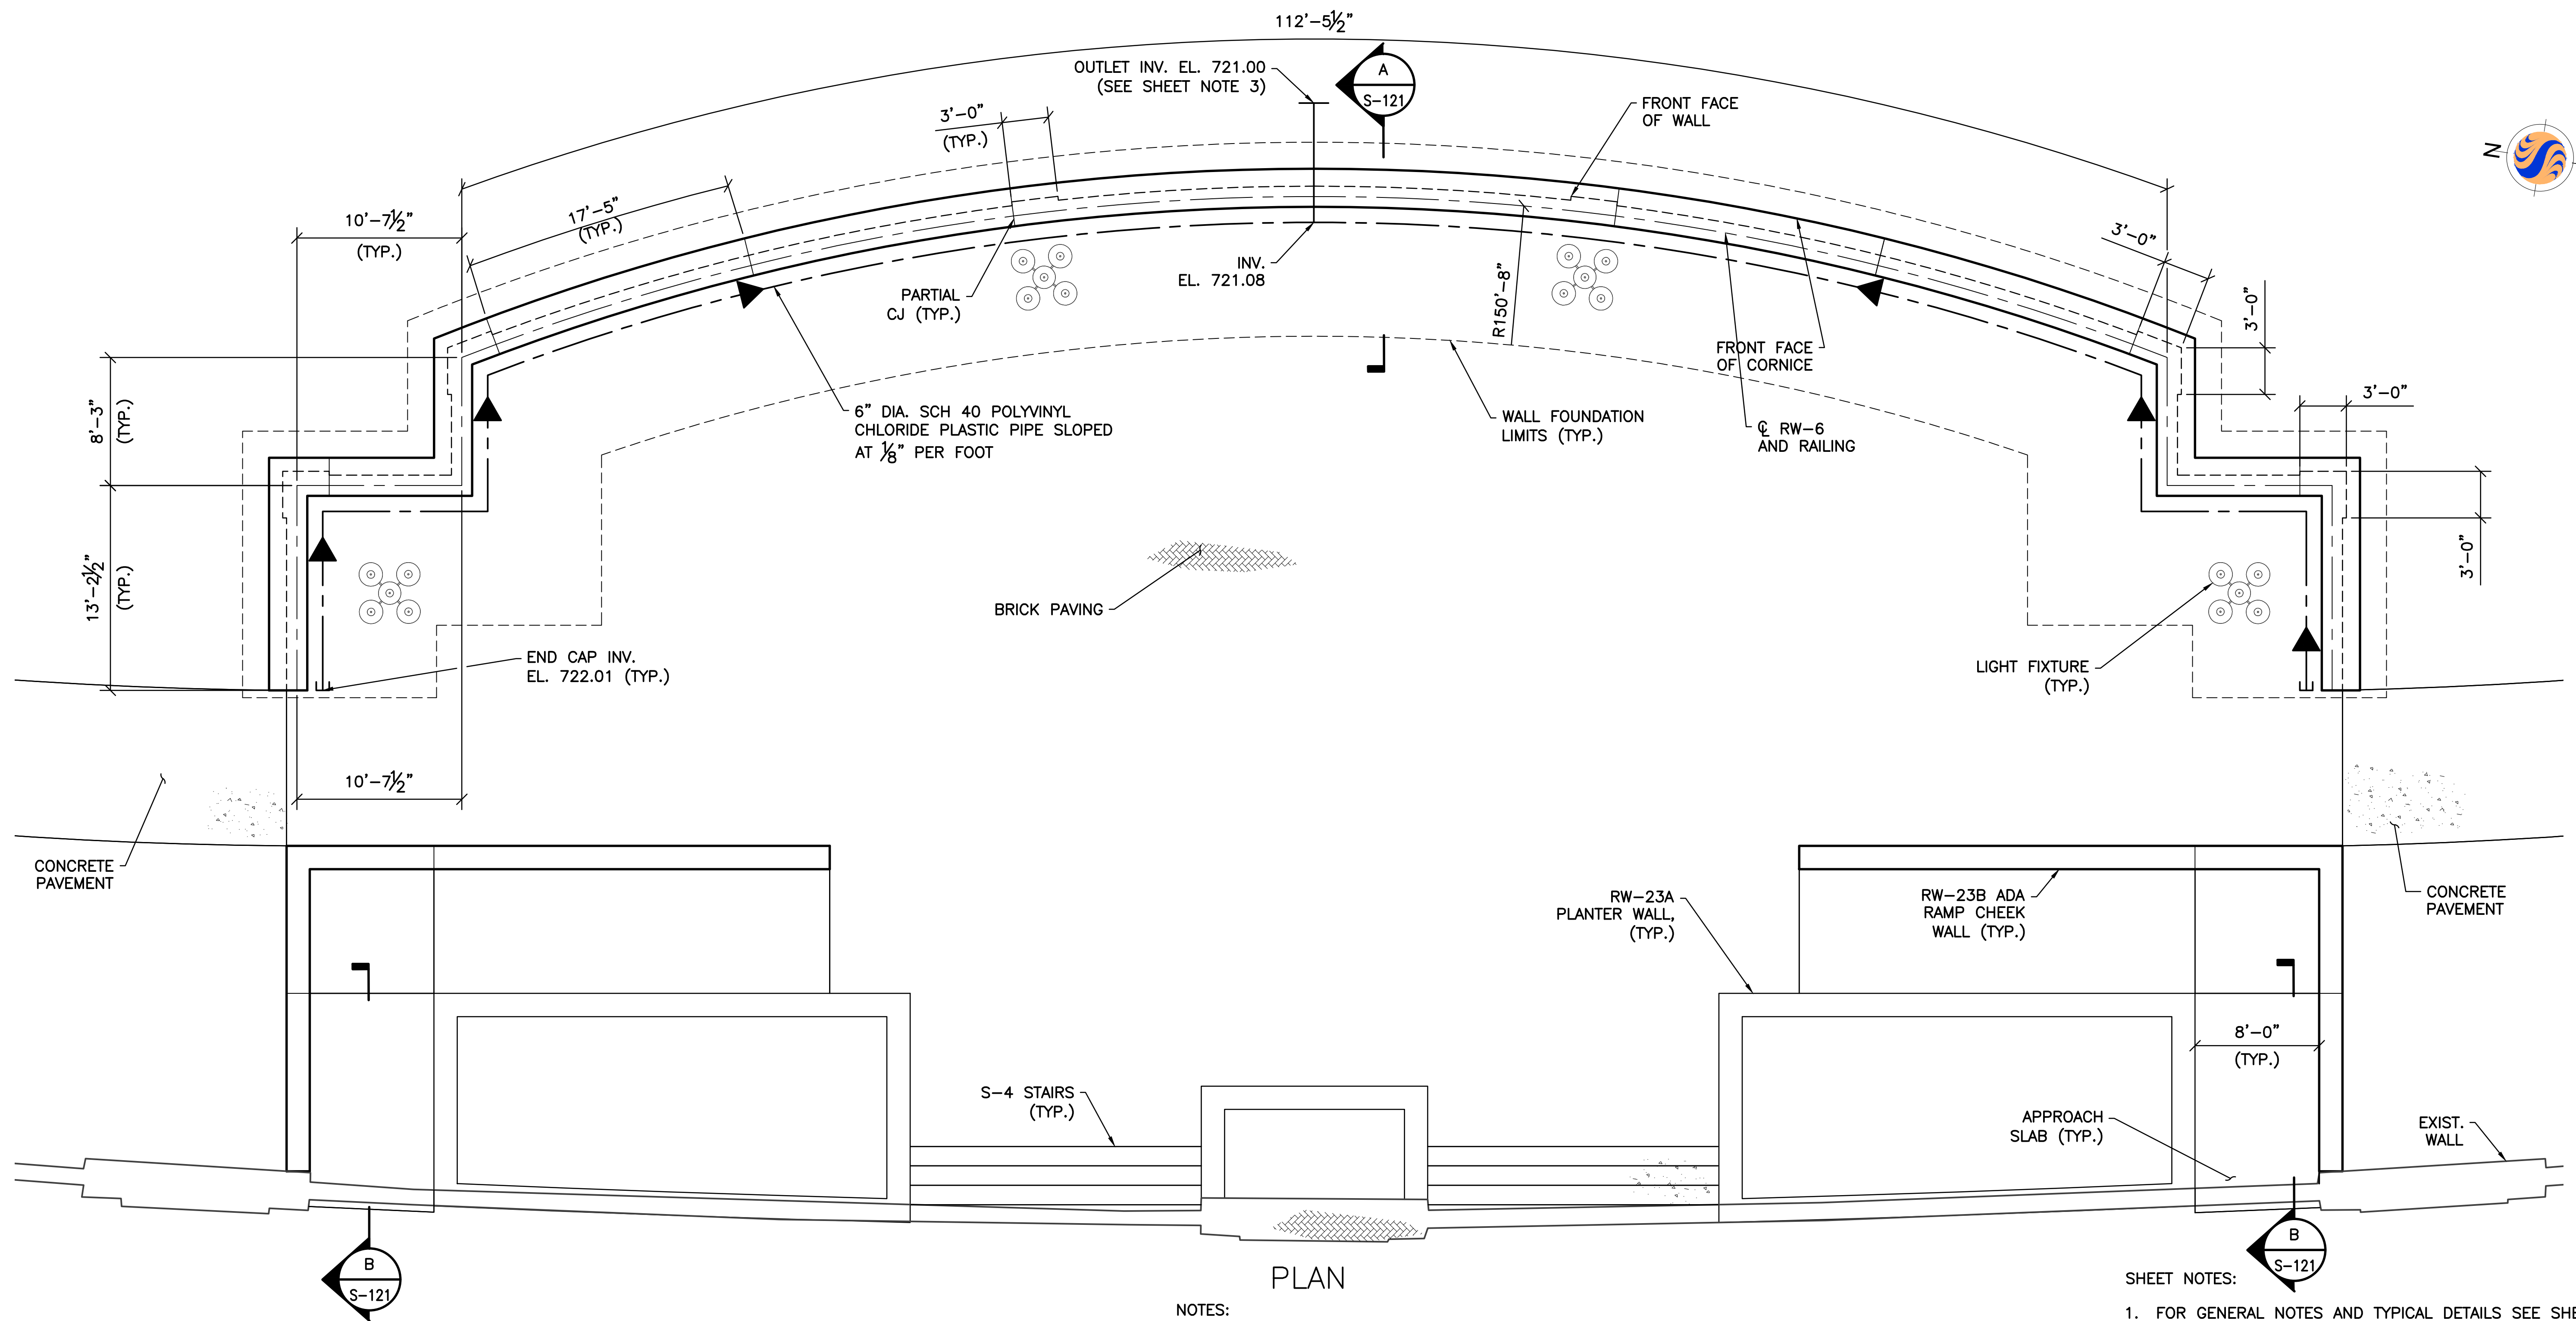 112'-5½"
OUTLET INV. EL. 721.00
(SEE SHEET NOTE 3)
A
S-121
FRONT FACE
OF WALL
3'-0"
(TYP.)
N
17'-5"
(TYP.)
10'-7½"
(TYP.)
3'-0"
INV.
EL. 721.08
PARTIAL
CJ (TYP.)
R150'-8"
3'-0"
FRONT FACE
OF CORNICE
8'-3"
(TYP.)
6" DIA. SCH 40 POLYVINYL
CHLORIDE PLASTIC PIPE SLOPED
AT ⅛" PER FOOT
WALL FOUNDATION
LIMITS (TYP.)
℄ RW-6
AND RAILING
3'-0"
3'-0"
13'-2½"
(TYP.)
BRICK PAVING
END CAP INV.
EL. 722.01 (TYP.)
LIGHT FIXTURE
(TYP.)
10'-7½"
CONCRETE
PAVEMENT
RW-23A
PLANTER WALL,
(TYP.)
RW-23B ADA
RAMP CHEEK
WALL (TYP.)
CONCRETE
PAVEMENT
8'-0"
(TYP.)
S-4 STAIRS
(TYP.)
APPROACH
SLAB (TYP.)
EXIST.
WALL
B
S-121
B
S-121
PLAN
NOTES:
SHEET NOTES:
1. FOR GENERAL NOTES AND TYPICAL DETAILS SEE